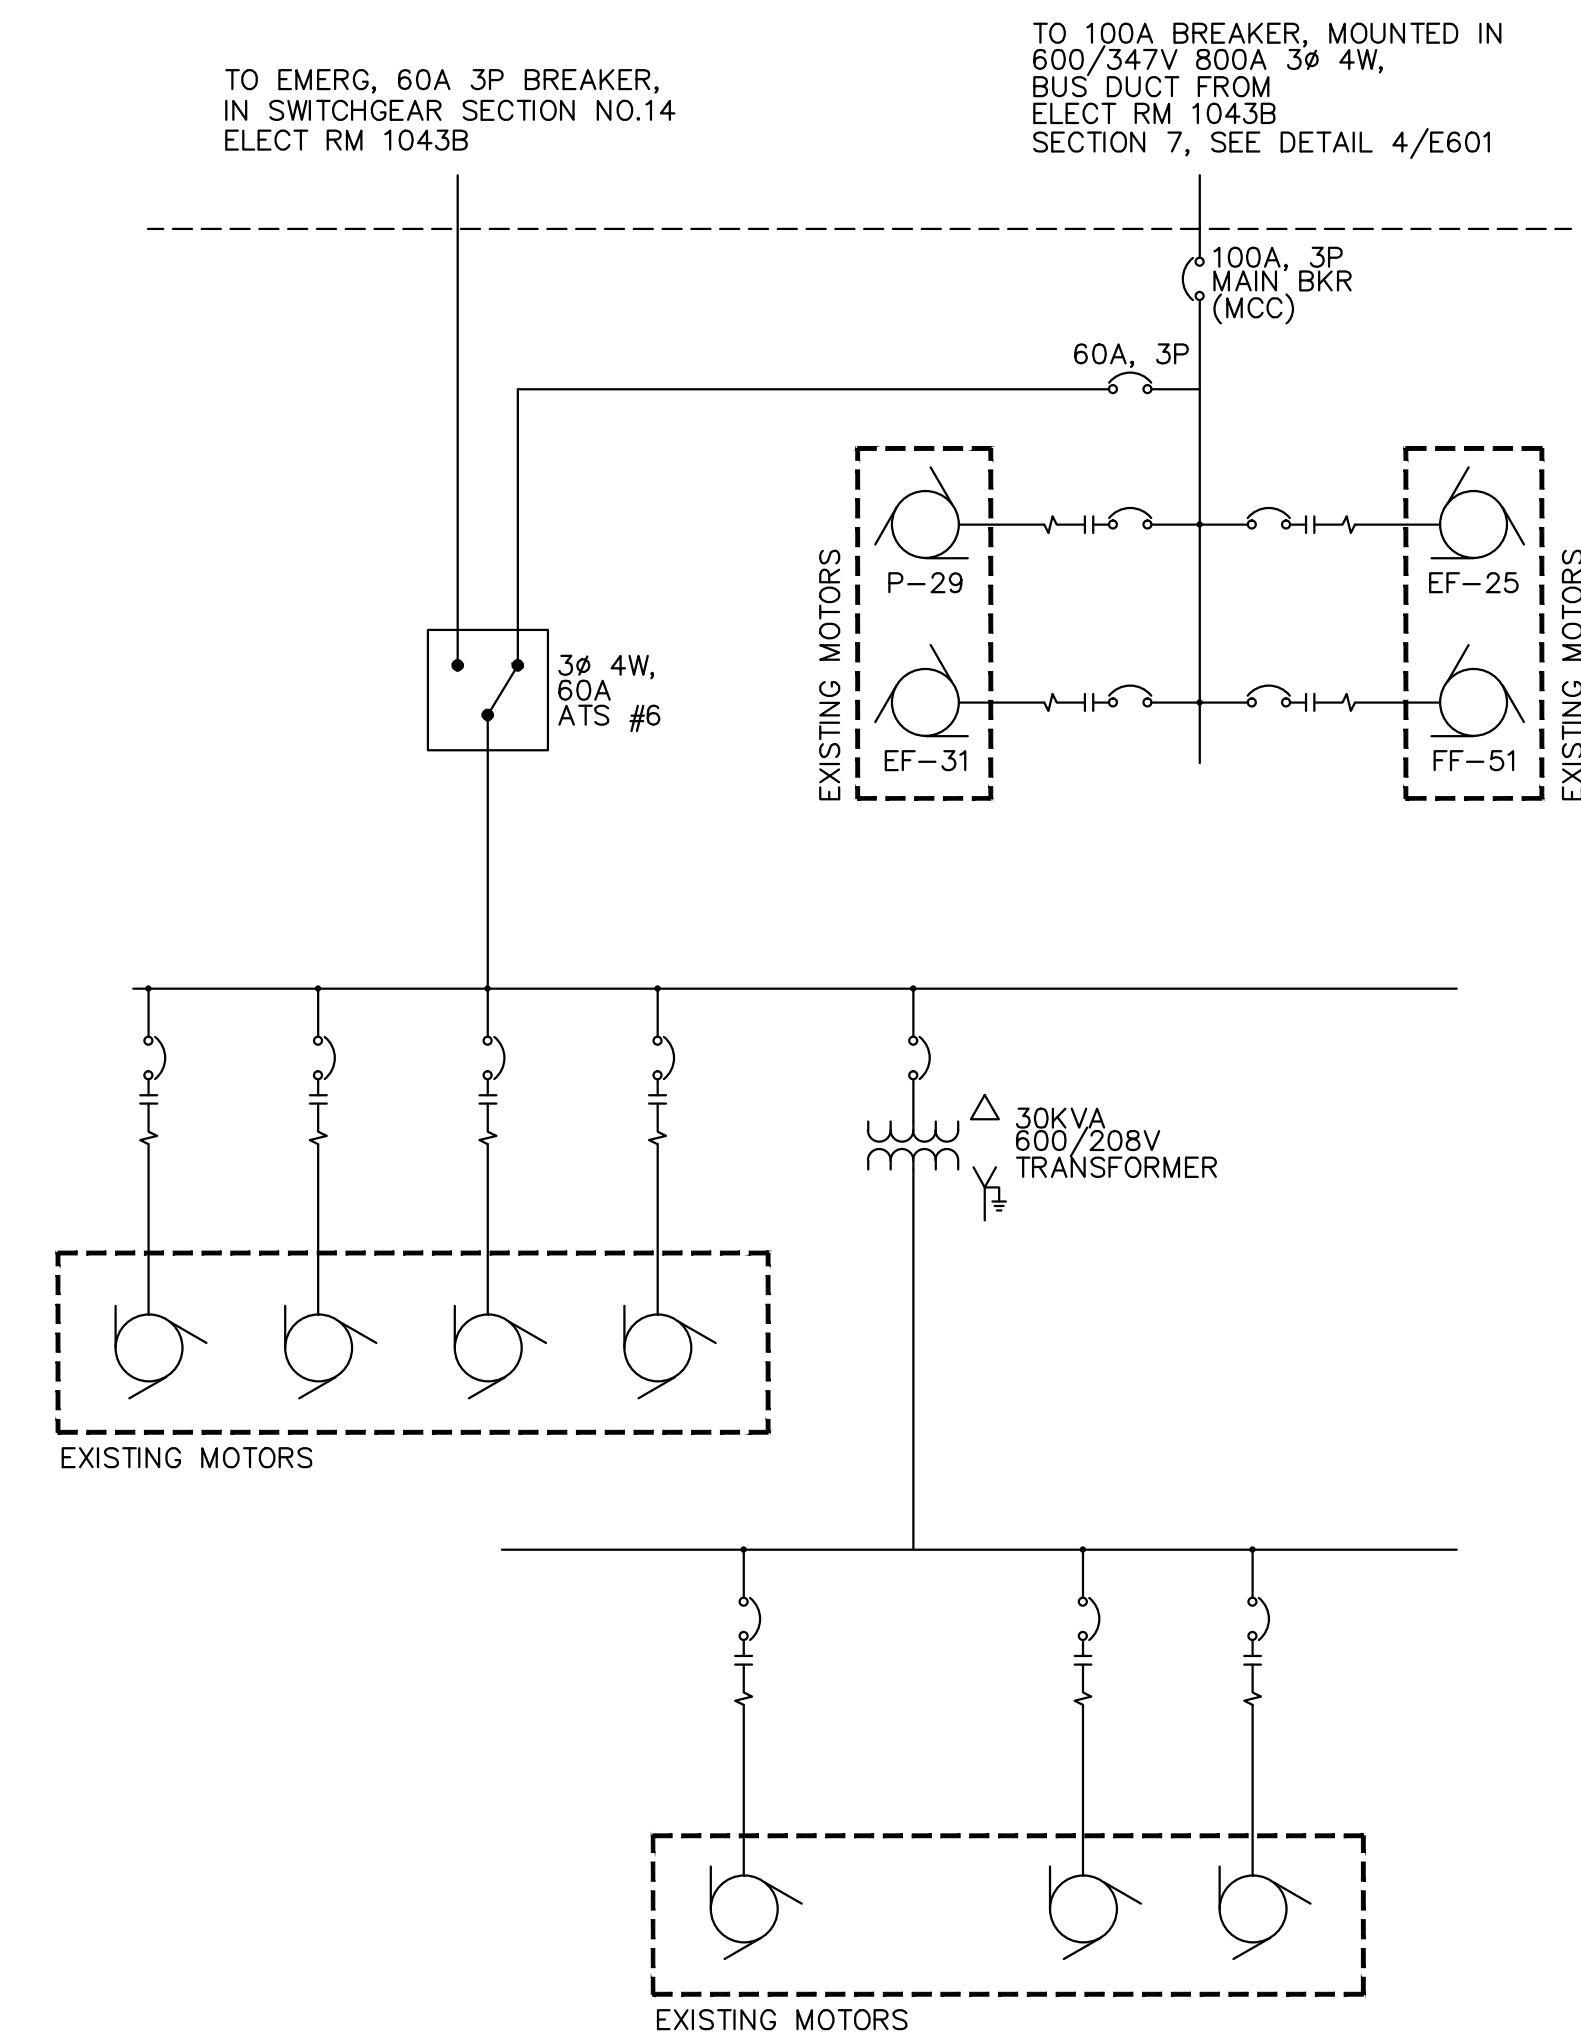 TO EMERG, 60A 3P BREAKER,
IN SWITCHGEAR SECTION NO.14
ELECT RM 1043B
TO 100A BREAKER, MOUNTED IN
600/347V 800A 3ø 4W,
BUS DUCT FROM
ELECT RM 1043B
SECTION 7, SEE DETAIL 4/E601
100A, 3P
MAIN BKR
(MCC)
60A, 3P
EXISTING MOTORS
P-29
EF-31
EF-25
FF-51
EXISTING MOTORS
3ø 4W,
60A
ATS #6
30KVA
600/208V
TRANSFORMER
EXISTING MOTORS
EXISTING MOTORS